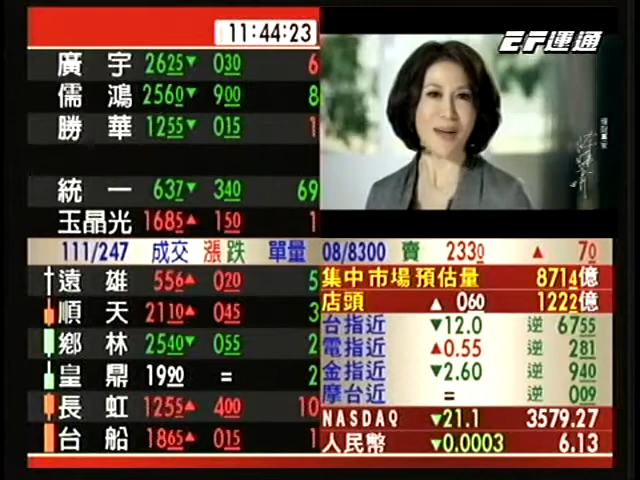 11:44:23
EF運通
廣宇 2625▼ 030 6
儒鴻 2560▼ 900 8
勝華 1255▼ 015 1
統一 637▼ 340 69
玉晶光 1685▲ 150 1
111/247 成交 漲跌 單量 08/8300 賣 2330 ▲ 70
遠雄 556▲ 020 5
順天 2110▲ 045 3
鄉林 2540▼ 055 2
皇鼎 1990 = 2
長虹 1255▲ 400 10
台船 1865▲ 015 1
集中市場預估量 8714億
店頭 ▲ 060 1222億
台指近 ▼12.0 逆 6755
電指近 ▲0.55 逆 281
金指近 ▼2.60 逆 940
摩台近 = 逆 009
NASDAQ ▼21.1 3579.27
人民幣 ▼0.0003 6.13